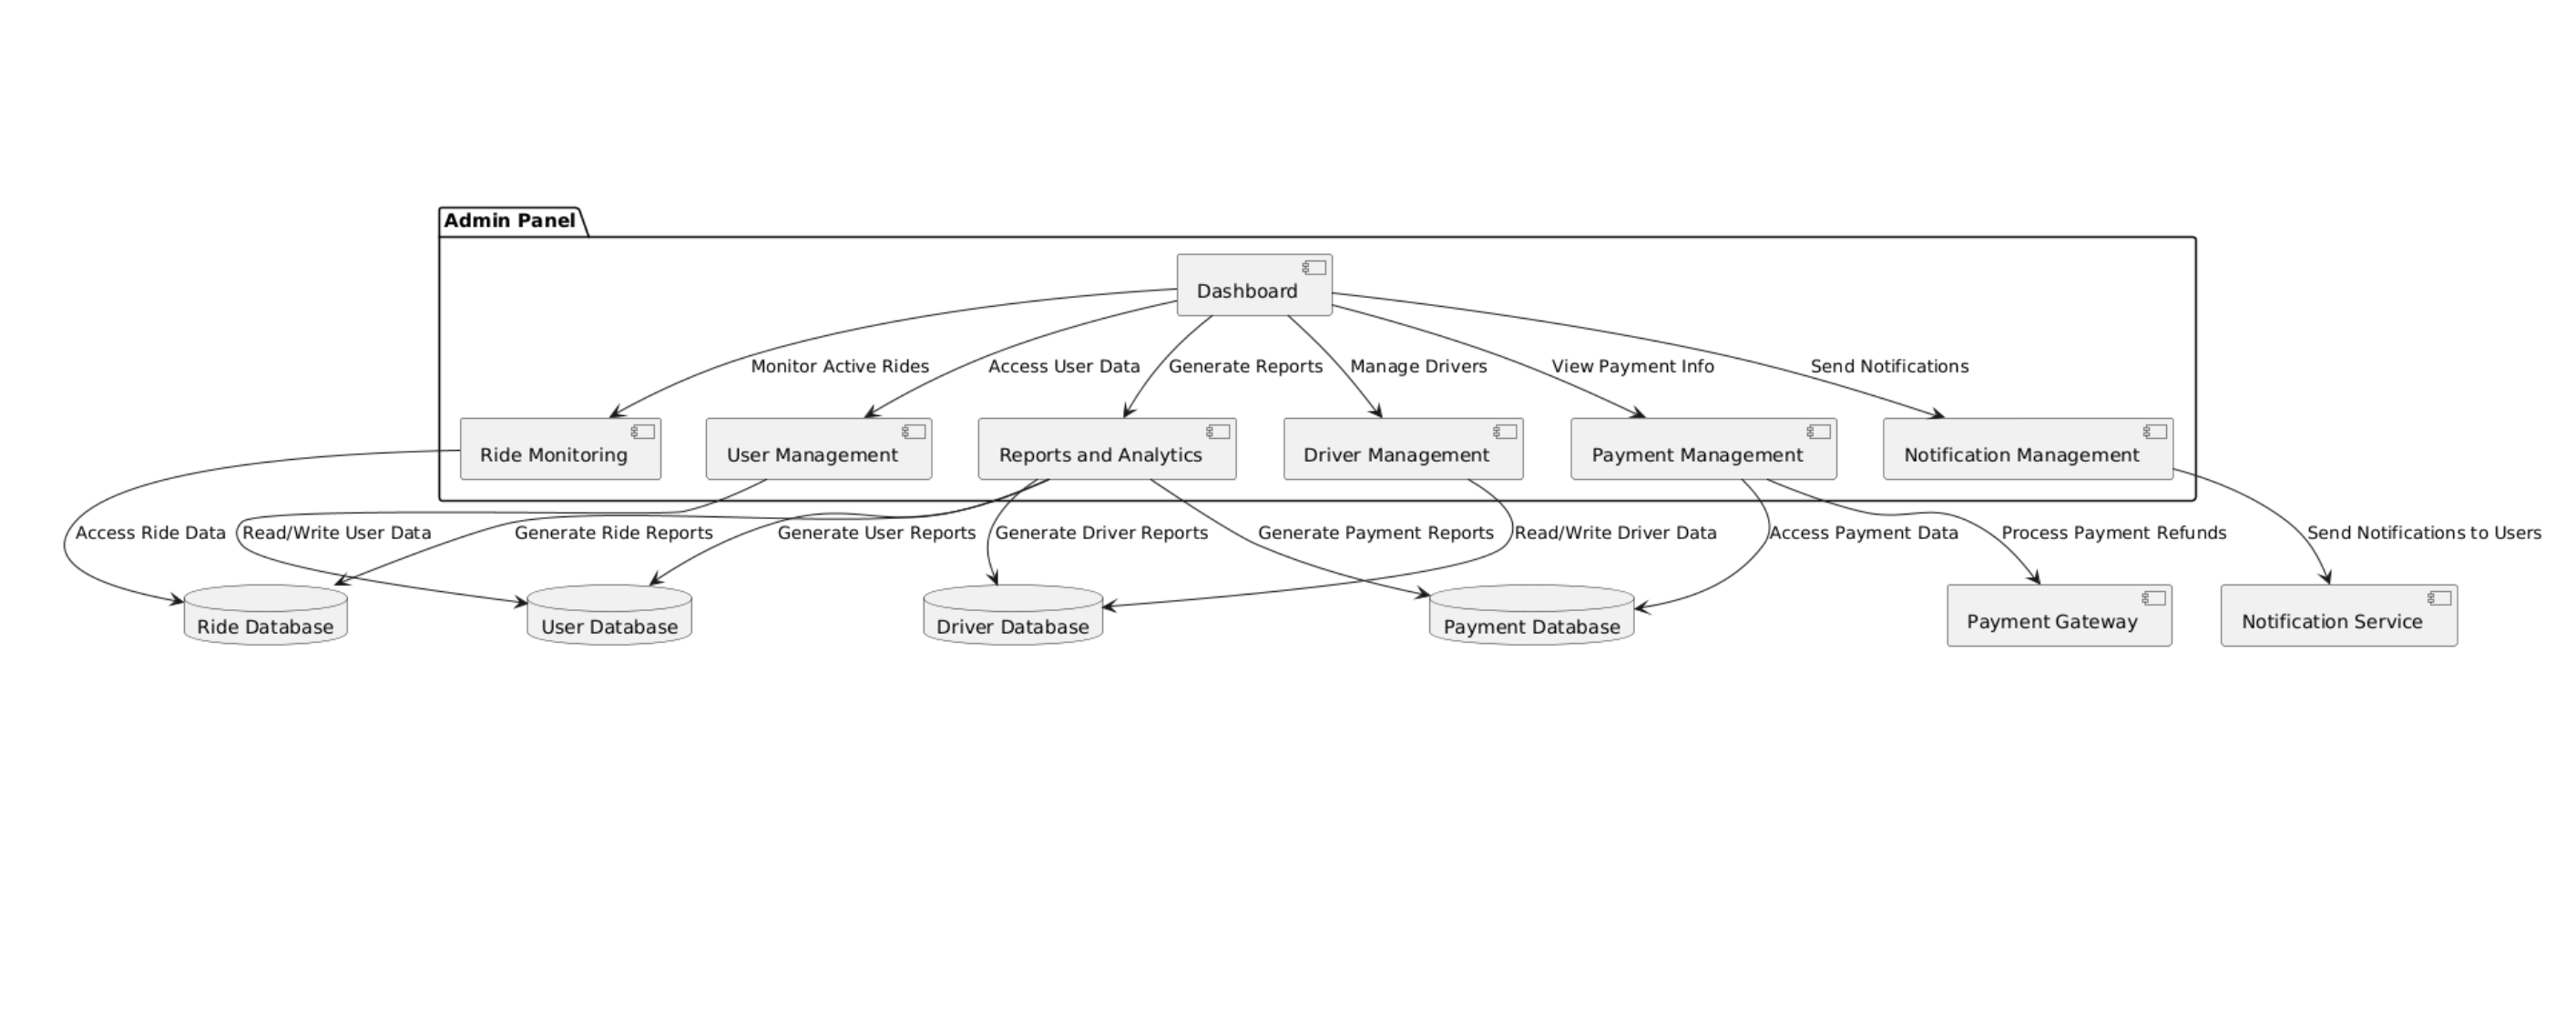 Admin Panel
Dashboard
Monitor Active Rides
Access User Data
Generate Reports
Manage Drivers
View Payment Info
Send Notifications
Ride Monitoring
User Management
Reports and Analytics
Driver Management
Payment Management
Notification Management
Access Ride Data
Read/Write User Data
Generate Ride Reports
Generate User Reports
Generate Driver Reports
Generate Payment Reports
Read/Write Driver Data
Access Payment Data
Process Payment Refunds
Send Notifications to Users
Ride Database
User Database
Driver Database
Payment Database
Payment Gateway
Notification Service